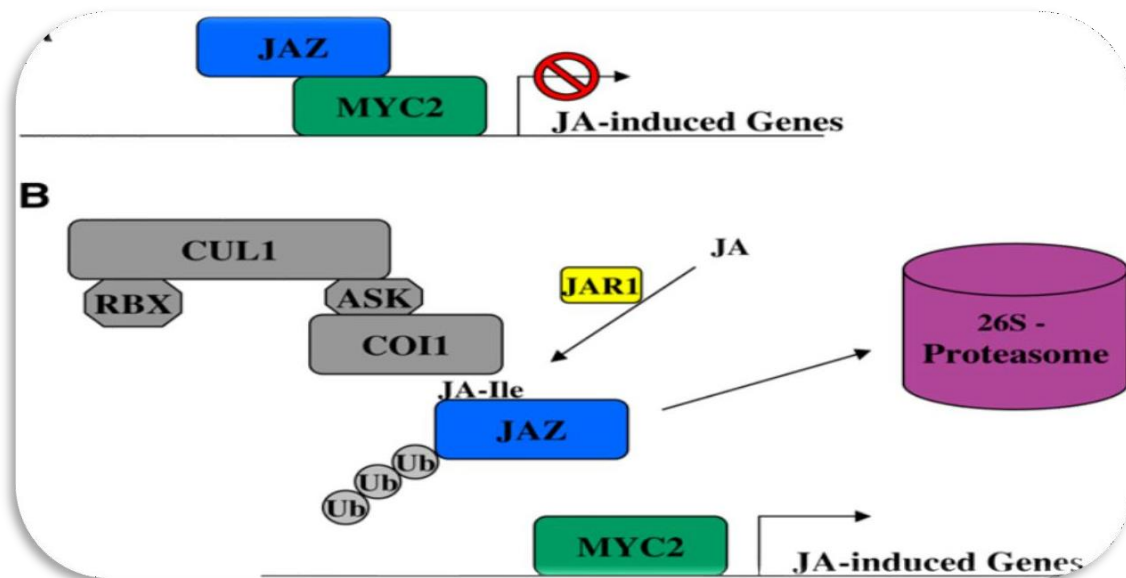 JAZ
MYC2
JA-induced Genes
B
CUL1
JA
RBX
ASK
JAR1
COI1
26S -
Proteasome
JA-Ile
JAZ
Ub
Ub
Ub
MYC2
JA-induced Genes